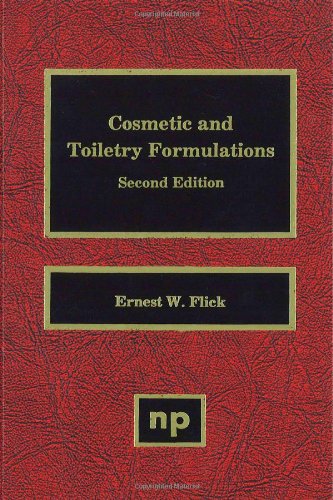 Cosmetic and
Toiletry Formulations
Second Edition
Ernest W. Flick
np